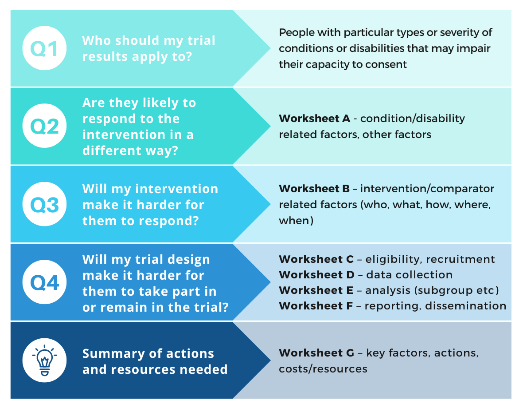 Q1
Who should my trial
results apply to?
People with particular types or severity of
conditions or disabilities that may impair
their capacity to consent
Q2
Are they likely to
respond to the
intervention in a
different way?
Worksheet A - condition/disability
related factors, other factors
Q3
Will my intervention
make it harder for
them to respond?
Worksheet B – intervention/comparator
related factors (who, what, how, where,
when)
Q4
Will my trial design
make it harder for
them to take part in
or remain in the trial?
Worksheet C – eligibility, recruitment
Worksheet D – data collection
Worksheet E – analysis (subgroup etc)
Worksheet F – reporting, dissemination
Summary of actions
and resources needed
Worksheet G – key factors, actions,
costs/resources